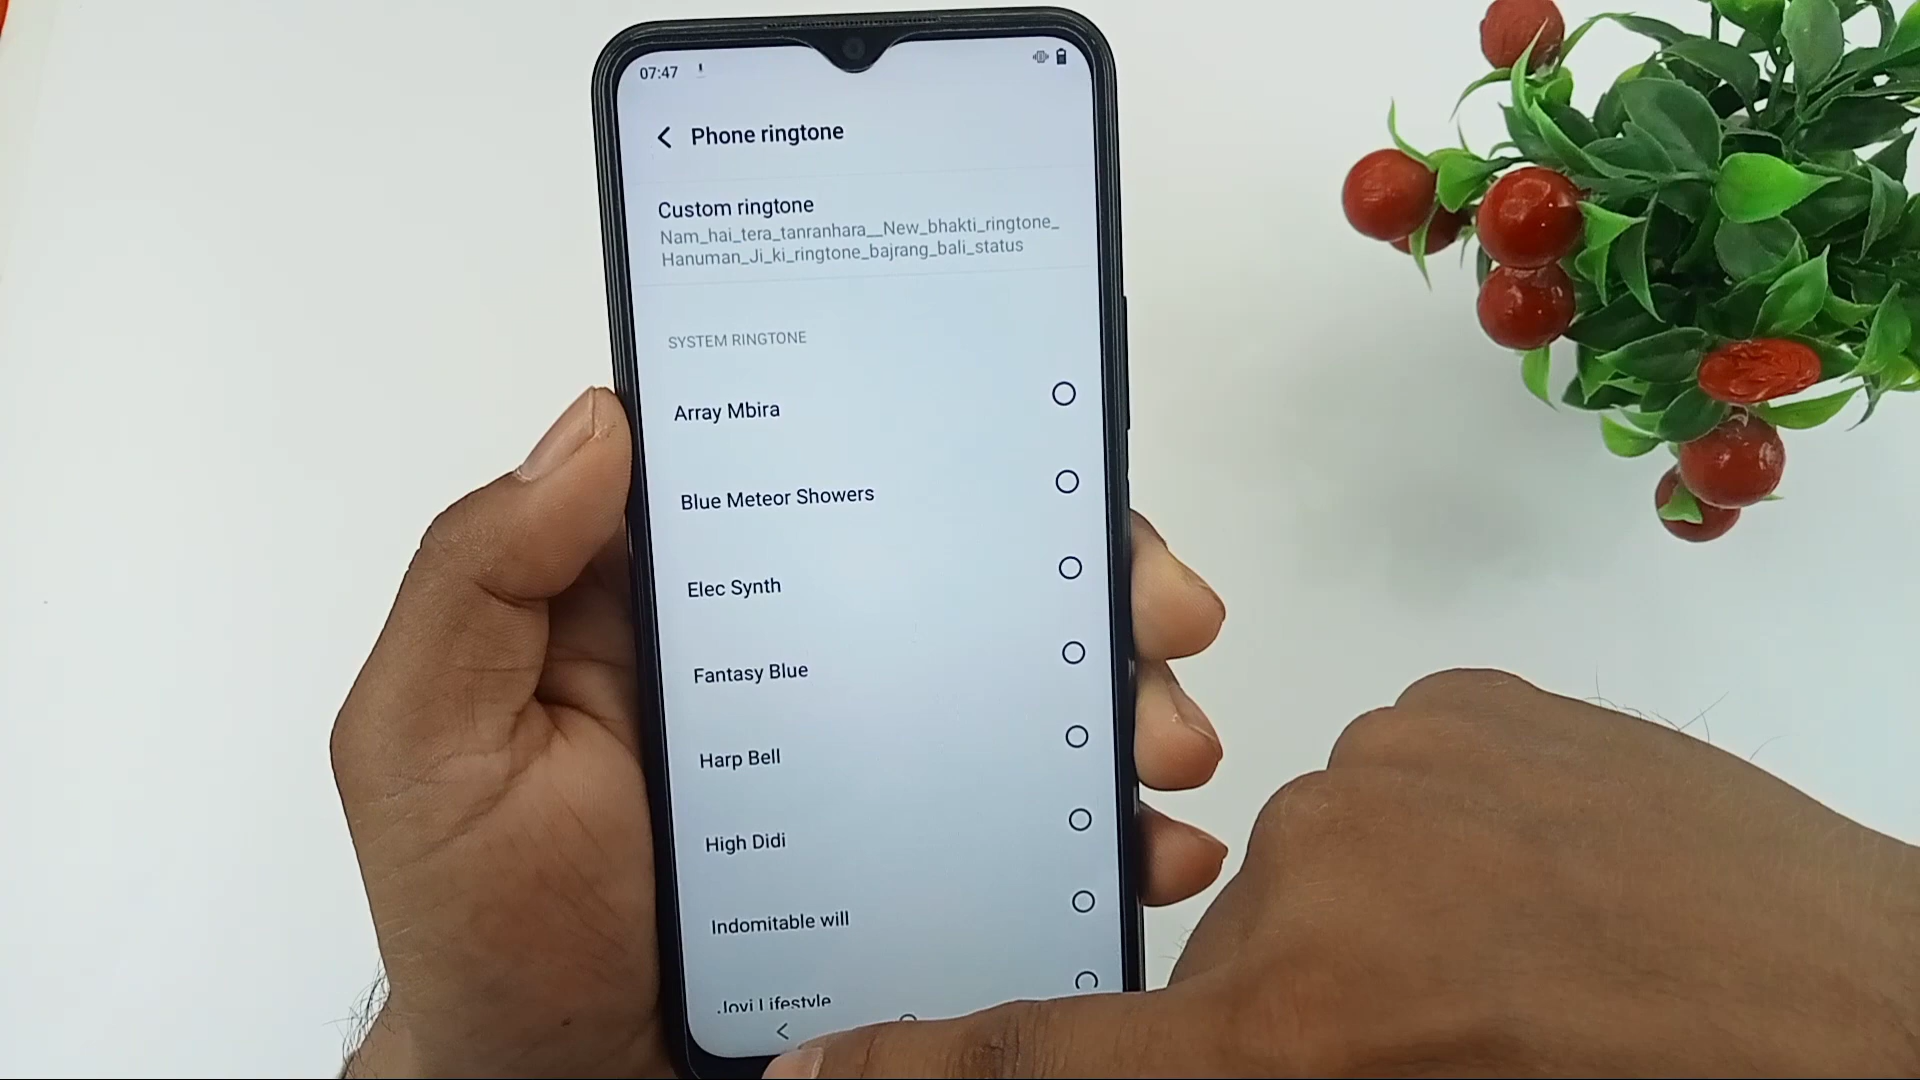 07:47
Phone ringtone
Custom ringtone
Nam_hai_tera_tanranhara__New_bhakti_ringtone_
Hanuman_Ji_ki_ringtone_bajrang_bali_status
SYSTEM RINGTONE
Array Mbira
Blue Meteor Showers
Elec Synth
Fantasy Blue
Harp Bell
High Didi
Indomitable will
Jovi Lifestyle